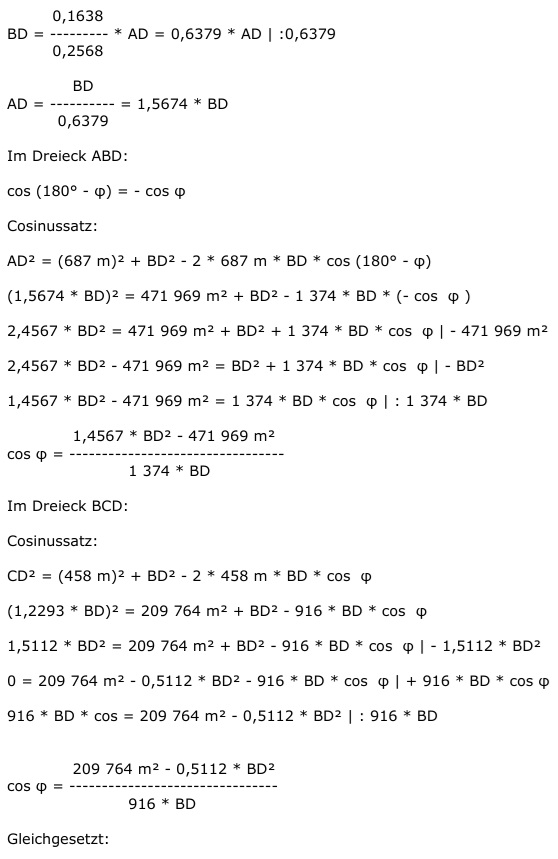 0,1638
BD = --------- * AD = 0,6379 * AD | :0,6379
0,2568
BD
AD = ---------- = 1,5674 * BD
0,6379
Im Dreieck ABD:
cos (180° - φ) = - cos φ
Cosinussatz:
AD² = (687 m)² + BD² - 2 * 687 m * BD * cos (180° - φ)
(1,5674 * BD)² = 471 969 m² + BD² - 1 374 * BD * (- cos  φ )
2,4567 * BD² = 471 969 m² + BD² + 1 374 * BD * cos  φ | - 471 969 m²
2,4567 * BD² - 471 969 m² = BD² + 1 374 * BD * cos  φ | - BD²
1,4567 * BD² - 471 969 m² = 1 374 * BD * cos  φ | : 1 374 * BD
1,4567 * BD² - 471 969 m²
cos φ = ---------------------------------
1 374 * BD
Im Dreieck BCD:
Cosinussatz:
CD² = (458 m)² + BD² - 2 * 458 m * BD * cos  φ
(1,2293 * BD)² = 209 764 m² + BD² - 916 * BD * cos  φ
1,5112 * BD² = 209 764 m² + BD² - 916 * BD * cos  φ | - 1,5112 * BD²
0 = 209 764 m² - 0,5112 * BD² - 916 * BD * cos  φ | + 916 * BD * cos φ
916 * BD * cos = 209 764 m² - 0,5112 * BD² | : 916 * BD
209 764 m² - 0,5112 * BD²
cos φ = --------------------------------
916 * BD
Gleichgesetzt: